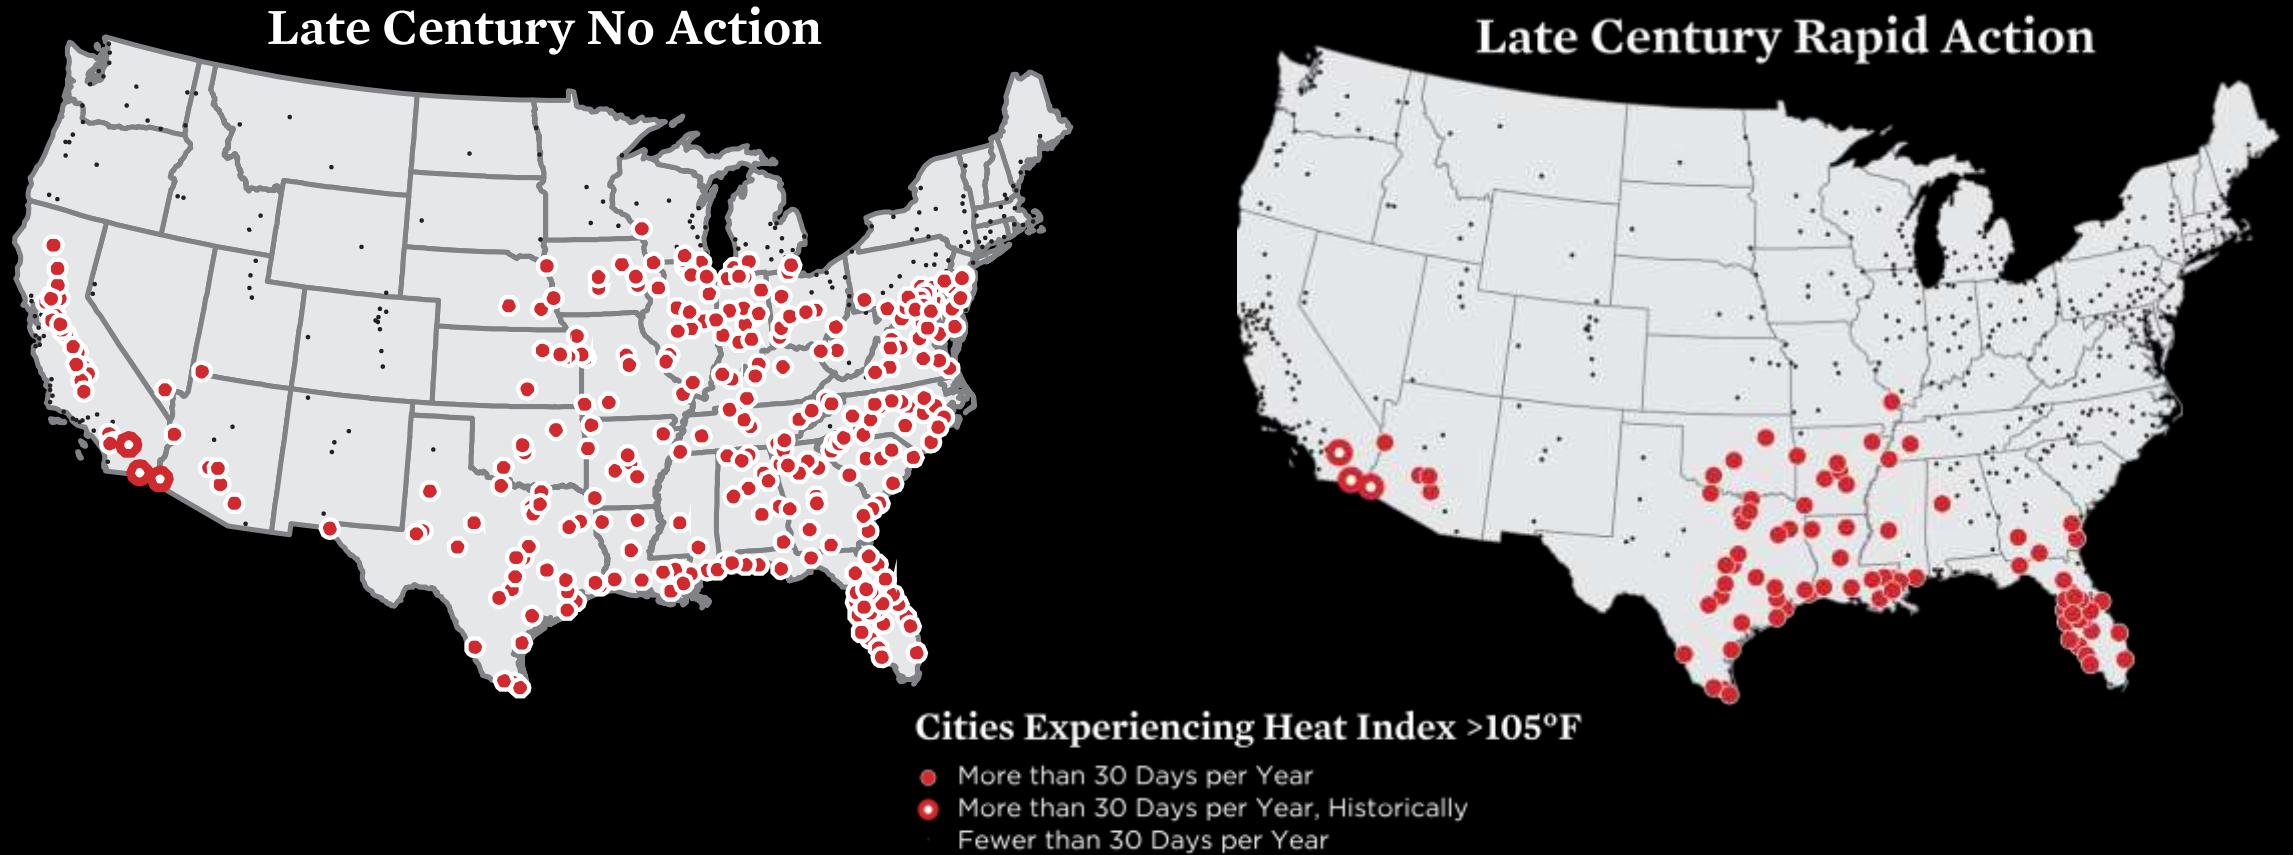 Late Century No Action
Late Century Rapid Action
Cities Experiencing Heat Index >105°F
More than 30 Days per Year
More than 30 Days per Year, Historically
Fewer than 30 Days per Year